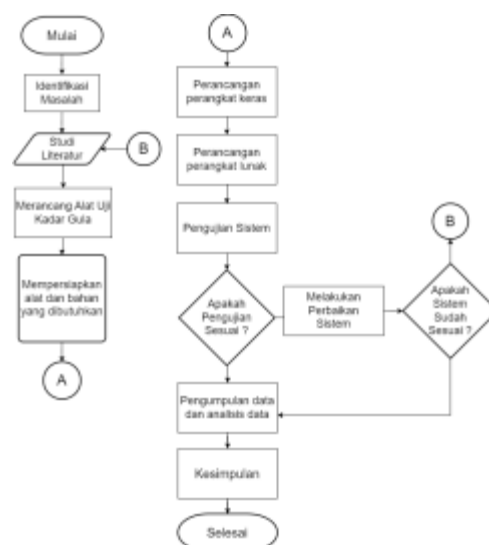 Mulai
Identifikasi
Masalah
Studi
Literatur
B
Merancang Alat Uji
Kadar Gula
Mempersiapkan
alat dan bahan
yang dibutuhkan
A
A
Perancangan
perangkat keras
Perancangan
perangkat lunak
Pengujian Sistem
Apakah
Pengujian
Sesuai ?
Melakukan
Perbaikan
Sistem
B
Apakah
Sistem
Sudah
Sesuai ?
Pengumpulan data
dan analisis data
Kesimpulan
Selesai